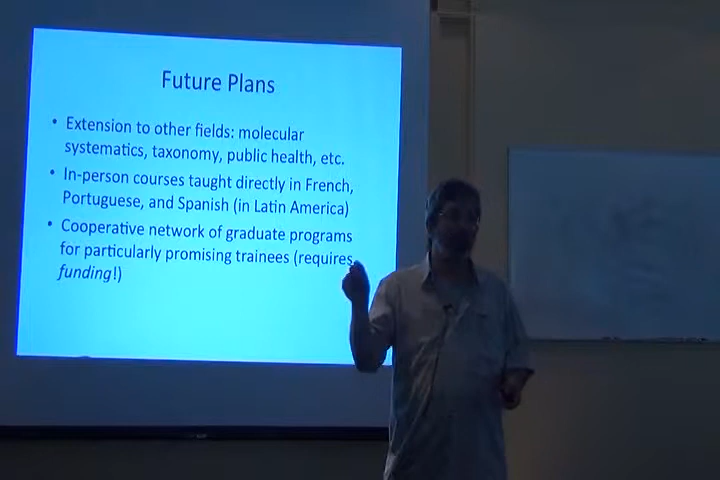 Future Plans
• Extension to other fields: molecular
systematics, taxonomy, public health, etc.
• In-person courses taught directly in French,
Portuguese, and Spanish (in Latin America)
• Cooperative network of graduate programs
for particularly promising trainees (requires
funding!)